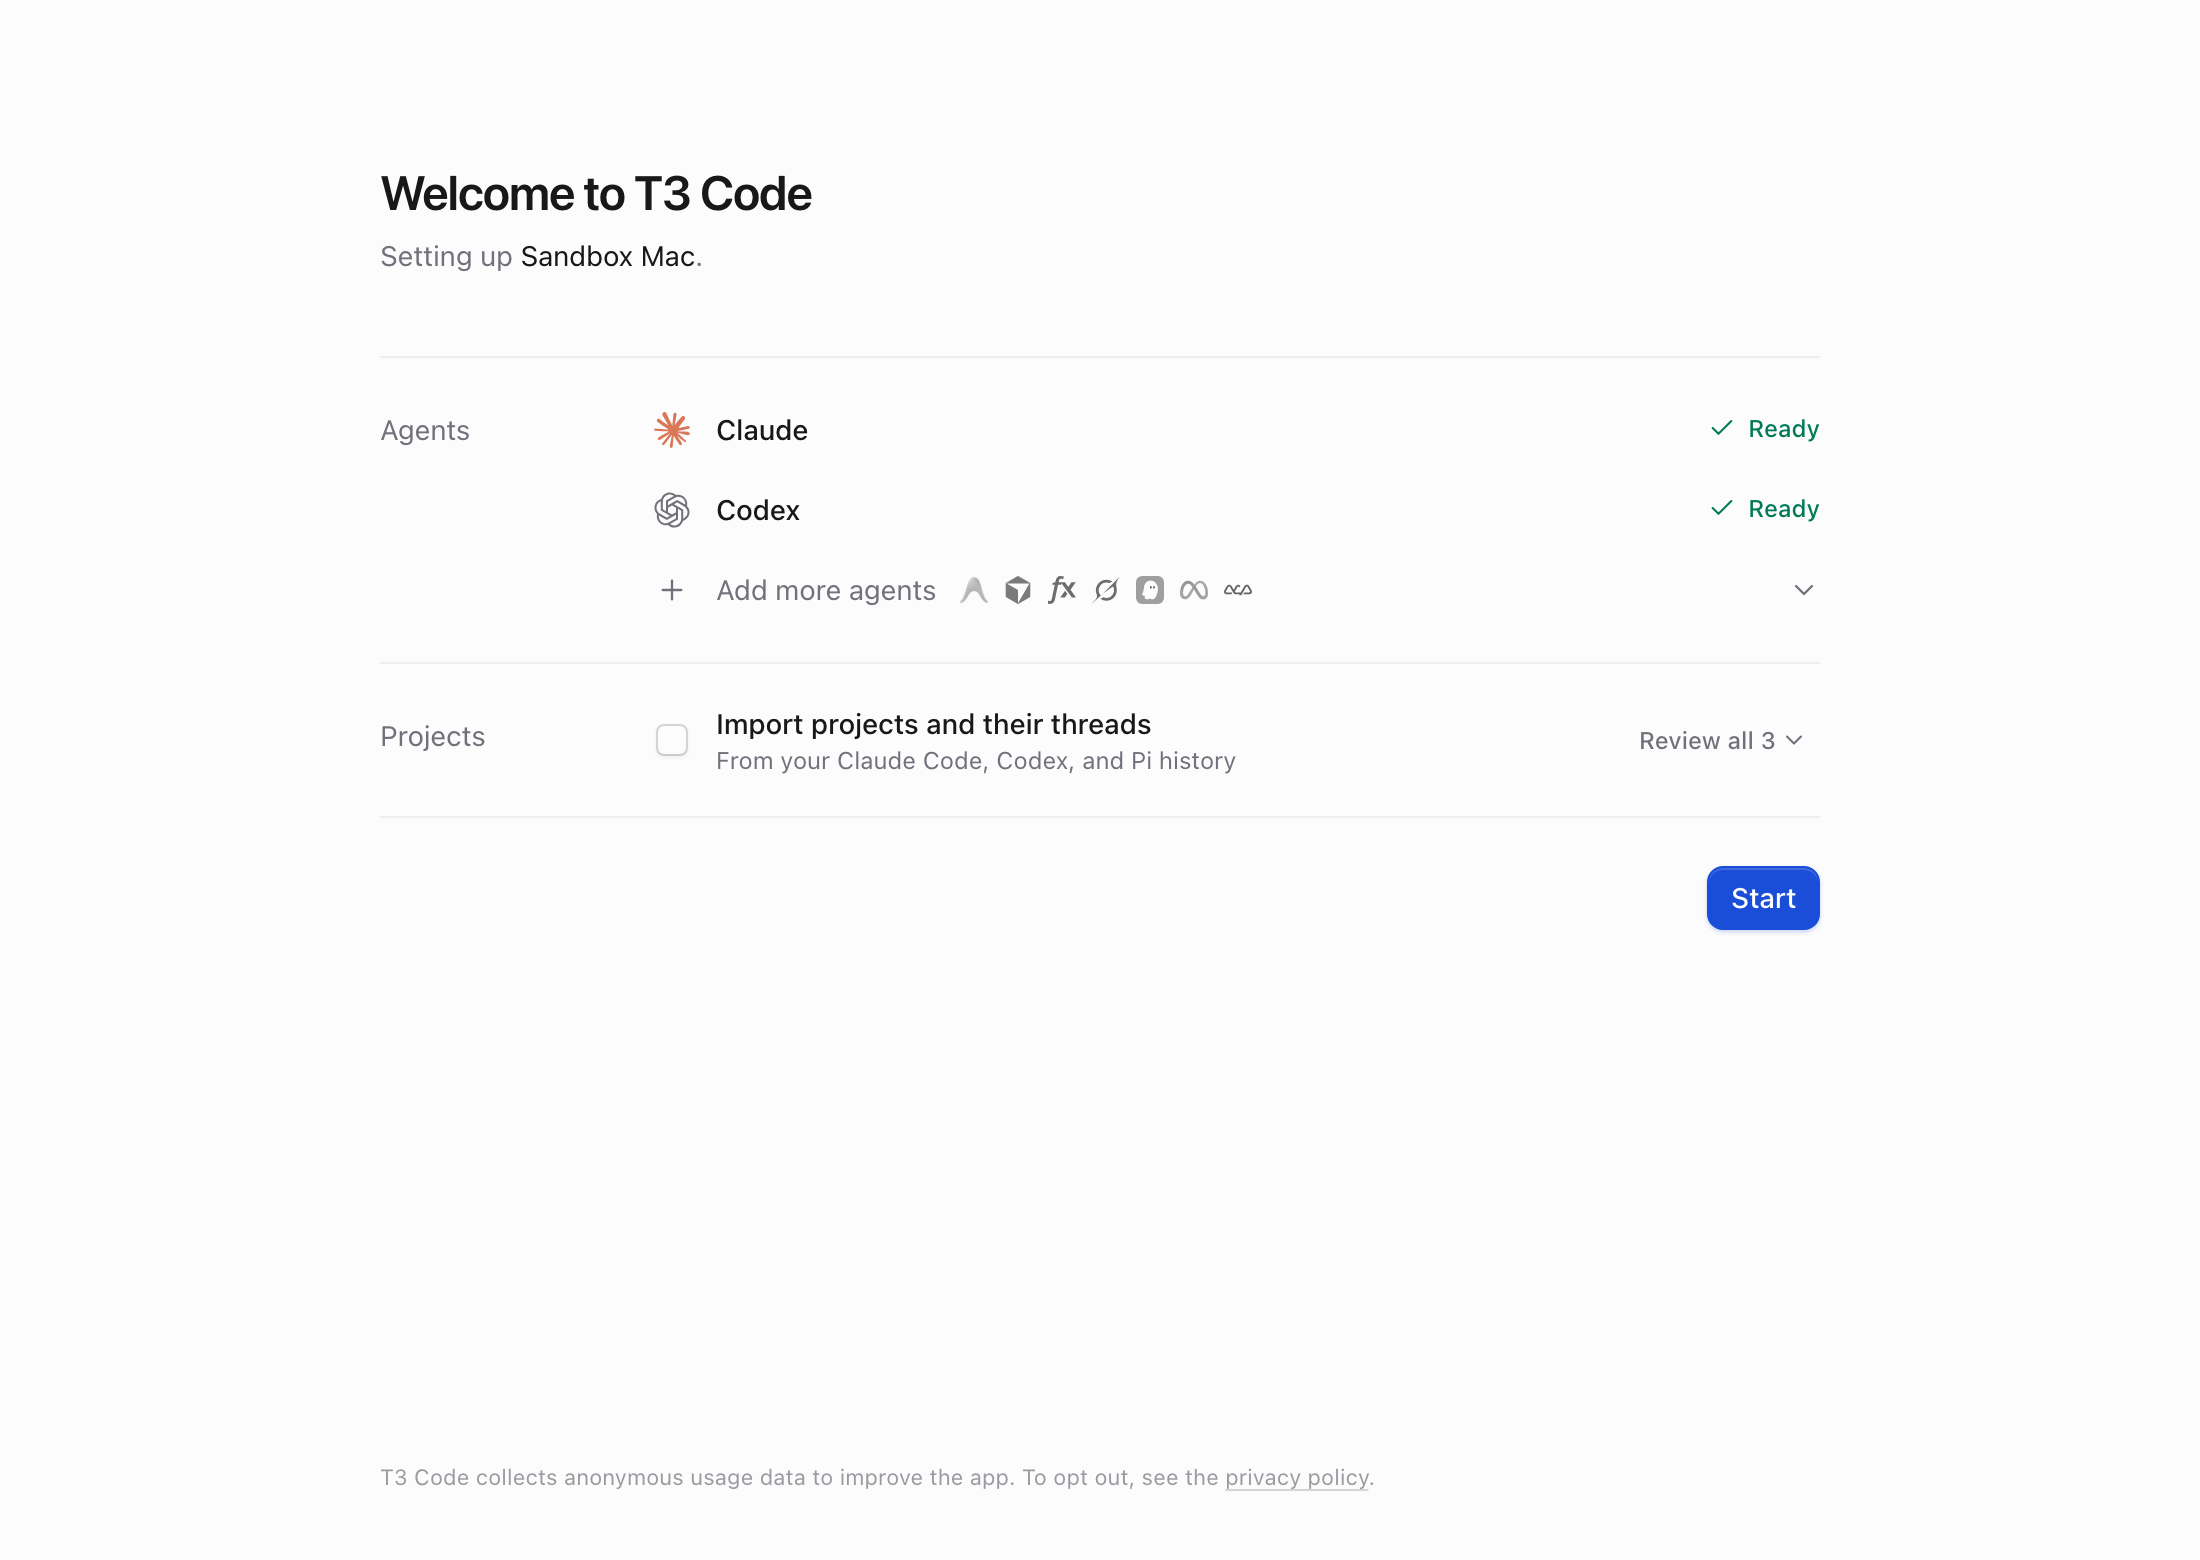 Welcome to T3 Code
Setting up Sandbox Mac.
Agents
Claude
Ready
Codex
Ready
Add more agents
Projects
Import projects and their threads
From your Claude Code, Codex, and Pi history
Review all 3
Start
T3 Code collects anonymous usage data to improve the app. To opt out, see the privacy policy.